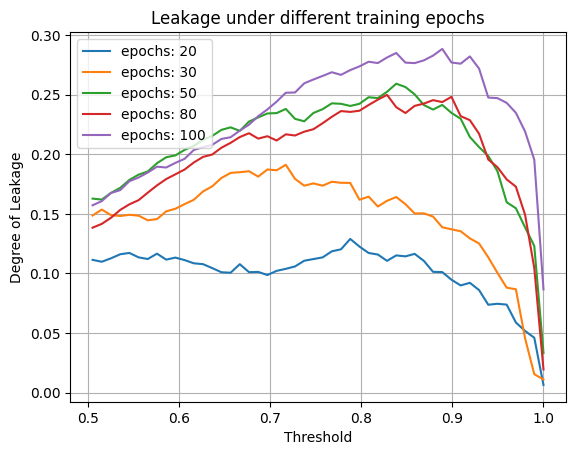 Leakage under different training epochs
epochs: 20
epochs: 30
epochs: 50
epochs: 80
epochs: 100
Degree of Leakage
0.30
0.25
0.20
0.15
0.10
0.05
0.00
0.5 0.6 0.7 0.8 0.9 1.0
Threshold